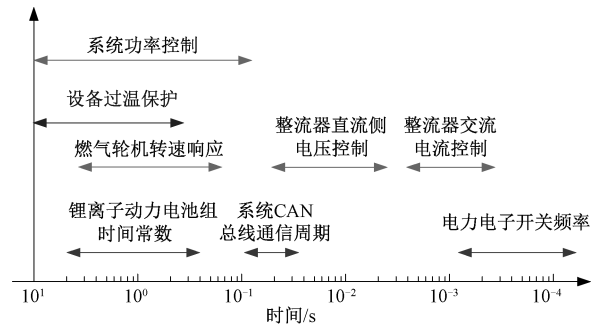 系统功率控制
设备过温保护
燃气轮机转速响应
整流器直流侧
电压控制
整流器交流
电流控制
锂离子动力电池组
时间常数
系统CAN
总线通信周期
电力电子开关频率
10¹ 10⁰ 10⁻¹ 10⁻² 10⁻³ 10⁻⁴
时间/s